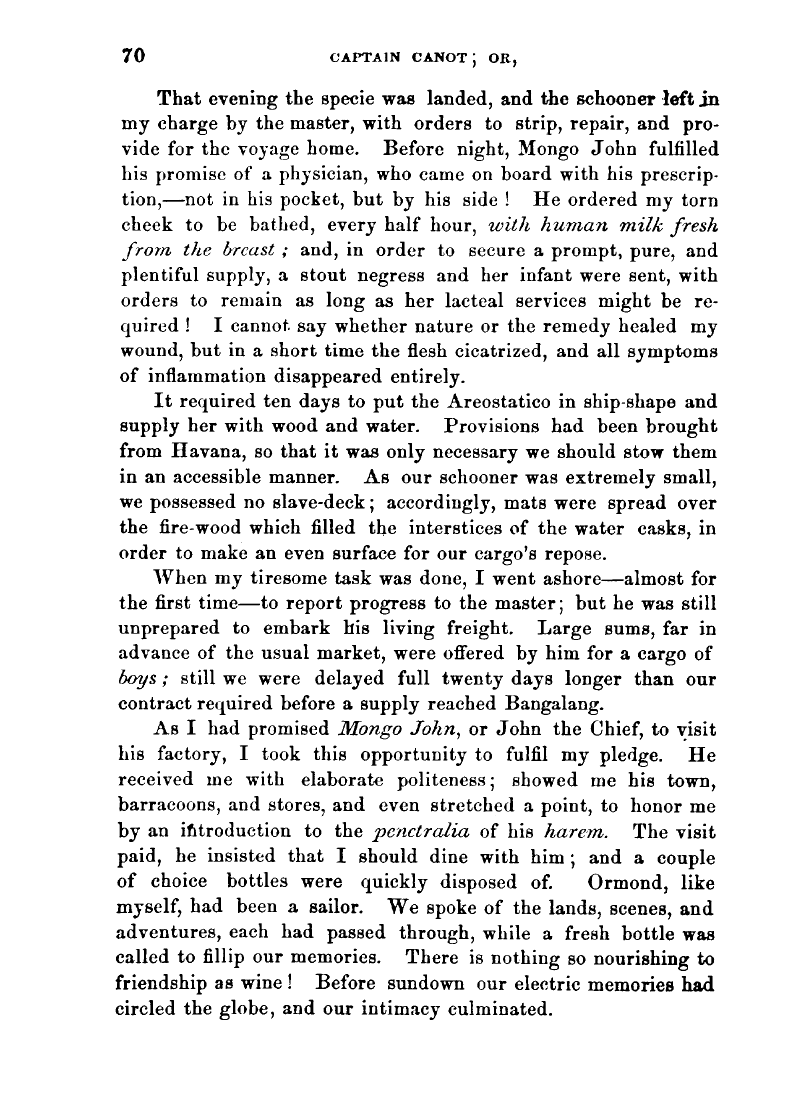 70 CAPTAIN CANOT; OR,
That evening the specie was landed, and the schooner left in
my charge by the master, with orders to strip, repair, and pro-
vide for the voyage home. Before night, Mongo John fulfilled
his promise of a physician, who came on board with his prescrip-
tion,—not in his pocket, but by his side! He ordered my torn
cheek to be bathed, every half hour, with human milk fresh
from the breast; and, in order to secure a prompt, pure, and
plentiful supply, a stout negress and her infant were sent, with
orders to remain as long as her lacteal services might be re-
quired! I cannot say whether nature or the remedy healed my
wound, but in a short time the flesh cicatrized, and all symptoms
of inflammation disappeared entirely.
It required ten days to put the Areostatico in ship-shape and
supply her with wood and water. Provisions had been brought
from Havana, so that it was only necessary we should stow them
in an accessible manner. As our schooner was extremely small,
we possessed no slave-deck; accordingly, mats were spread over
the fire-wood which filled the interstices of the water casks, in
order to make an even surface for our cargo's repose.
When my tiresome task was done, I went ashore—almost for
the first time—to report progress to the master; but he was still
unprepared to embark his living freight. Large sums, far in
advance of the usual market, were offered by him for a cargo of
boys; still we were delayed full twenty days longer than our
contract required before a supply reached Bangalang.
As I had promised Mongo John, or John the Chief, to visit
his factory, I took this opportunity to fulfil my pledge. He
received me with elaborate politeness; showed me his town,
barracoons, and stores, and even stretched a point, to honor me
by an introduction to the penetralia of his harem. The visit
paid, he insisted that I should dine with him; and a couple
of choice bottles were quickly disposed of. Ormond, like
myself, had been a sailor. We spoke of the lands, scenes, and
adventures, each had passed through, while a fresh bottle was
called to fillip our memories. There is nothing so nourishing to
friendship as wine! Before sundown our electric memories had
circled the globe, and our intimacy culminated.